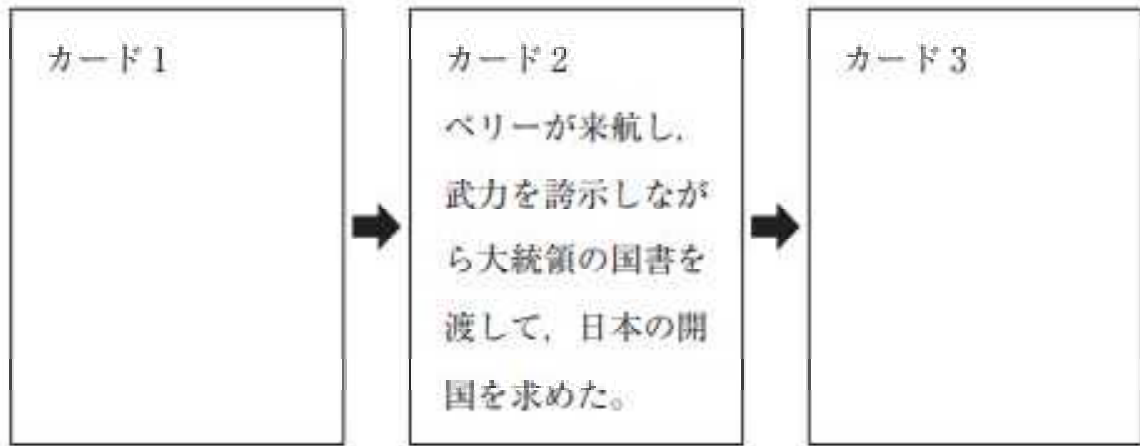 カード1
カード2
ペリーが来航し，
武力を誇示しなが
ら大統領の国書を
渡して，日本の開
国を求めた。
カード3